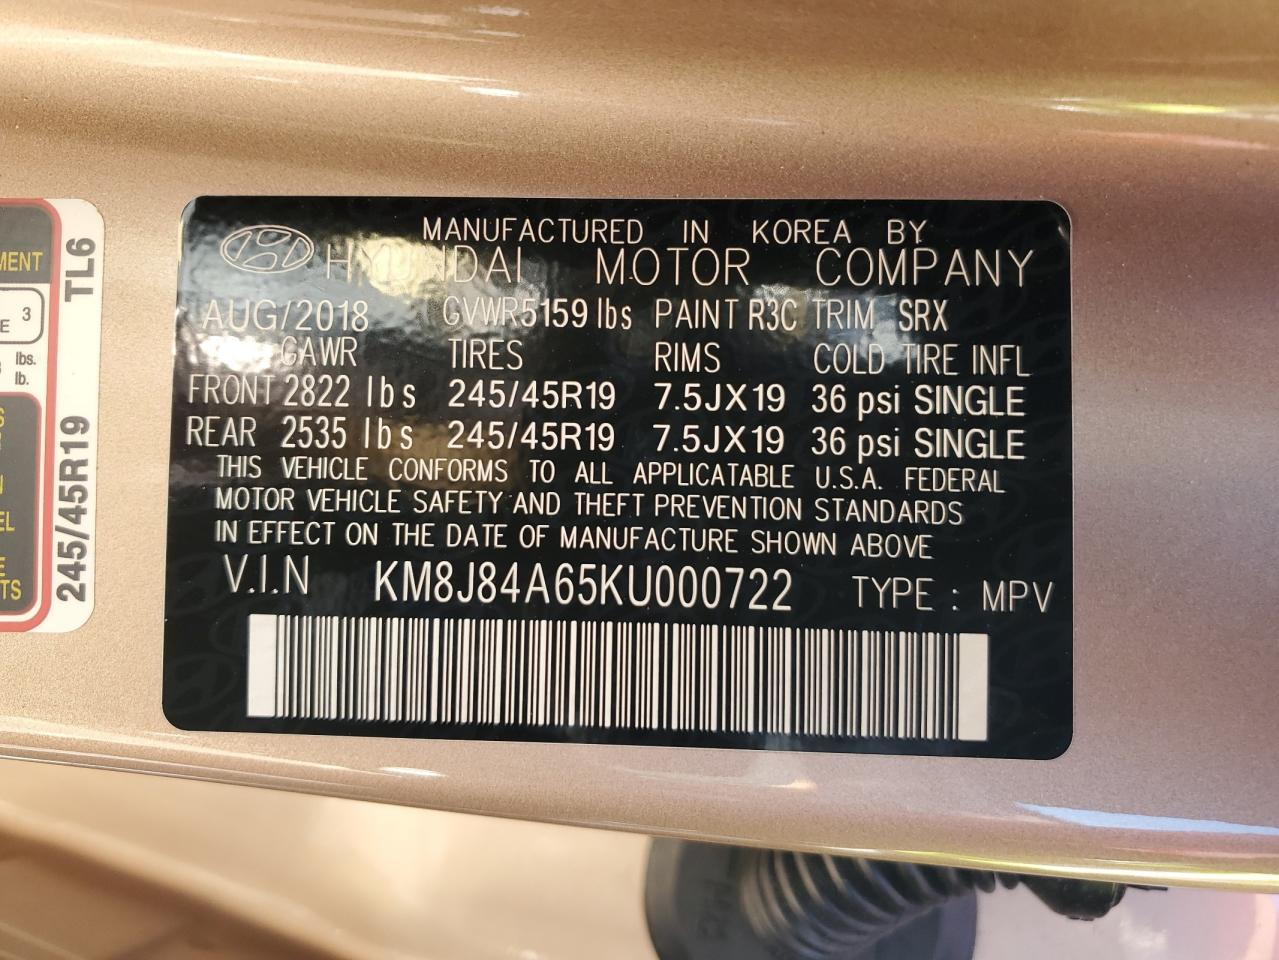 MANUFACTURED IN KOREA BY
HYUNDAI MOTOR COMPANY
AUG/2018 GVWR5159 lbs PAINT R3C TRIM SRX
GAWR TIRES RIMS COLD TIRE INFL
FRONT 2822 lbs 245/45R19 7.5JX19 36 psi SINGLE
REAR 2535 lbs 245/45R19 7.5JX19 36 psi SINGLE
THIS VEHICLE CONFORMS TO ALL APPLICATABLE U.S.A. FEDERAL
MOTOR VEHICLE SAFETY AND THEFT PREVENTION STANDARDS
IN EFFECT ON THE DATE OF MANUFACTURE SHOWN ABOVE
V.I.N KM8J84A65KU000722 TYPE : MPV
TL6
245/45R19
3
lbs.
lb.